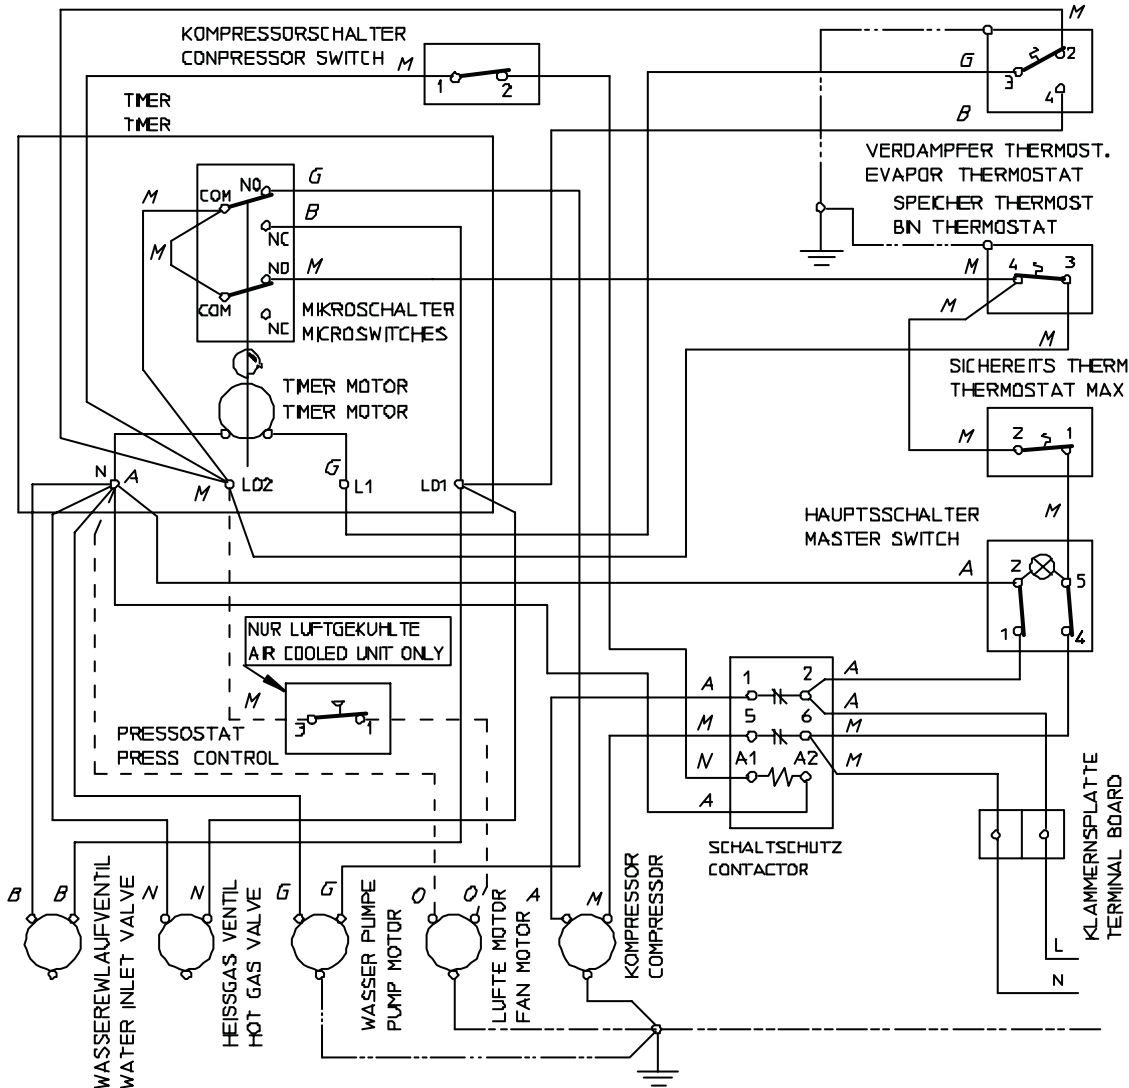 KOMPRESSORSCHALTER
CONPRESSOR SWITCH
M
1
2
M
2
G
3
4
B
VERDAMPFER THERMOST.
EVAPOR THERMOSTAT
TIMER
TIMER
SPEICHER THERMOST
BIN THERMOSTAT
M
COM
NO
G
B
NC
M
NO
M
COM
NC
M
4
3
M
M
MIKROSCHALTER
MICROSWITCHES
SICHEREITS THERM
THERMOSTAT MAX
TIMER MOTOR
TIMER MOTOR
M
2
1
N
A
M
LO2
G
L1
LO1
M
HAUPTSSCHALTER
MASTER SWITCH
A
2
5
1
4
NUR LUFTGEKUHLTE
AIR COOLED UNIT ONLY
M
3
1
PRESSOSTAT
PRESS CONTROL
A
1
2
A
A
M
5
6
M
N
A1
A2
M
A
SCHALTSCHUTZ
CONTACTOR
KLAMMERNSPLATTE
TERMINAL BOARD
L
N
B
B
N
N
G
G
O
O
A
M
WASSEREWLAUFVENTIL
WATER INLET VALVE
HEISSGAS VENTIL
HOT GAS VALVE
WASSER PUMPE
PUMP MOTOR
LUFTE MOTOR
FAN MOTOR
KOMPRESSOR
COMPRESSOR